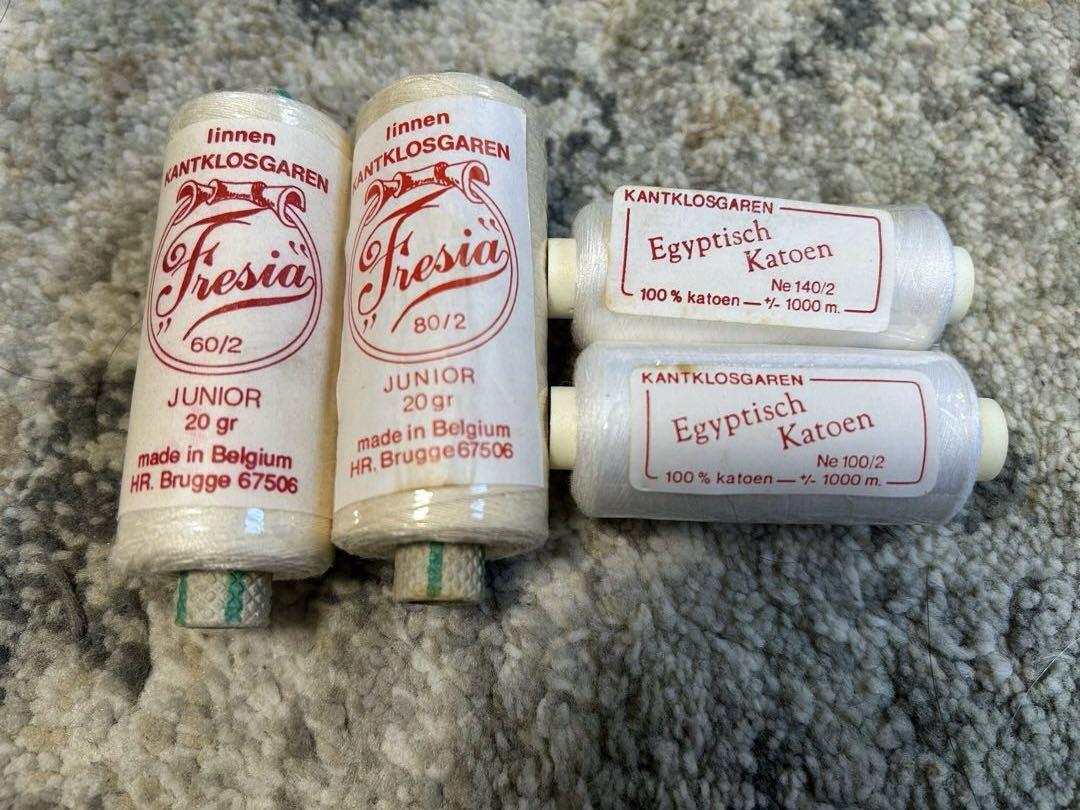 linnen
KANTKLOSGAREN
"Fresia"
60/2
JUNIOR
20 gr
made in Belgium
HR. Brugge 67506
linnen
KANTKLOSGAREN
"Fresia"
80/2
JUNIOR
20 gr
made in Belgium
HR. Brugge 67506
KANTKLOSGAREN
Egyptisch
Katoen
Ne 140/2
100 % katoen — +/- 1000 m.
KANTKLOSGAREN
Egyptisch
Katoen
Ne 100/2
100 % katoen — +/- 1000 m.